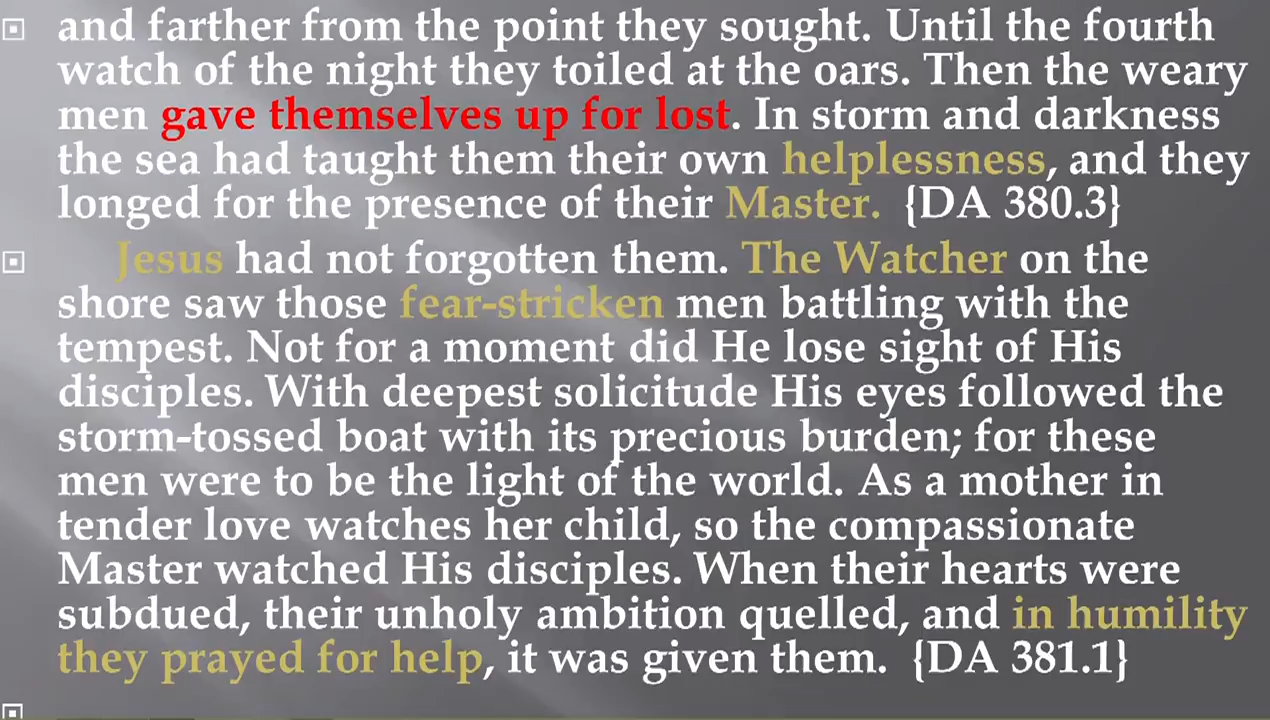 and farther from the point they sought. Until the fourth
watch of the night they toiled at the oars. Then the weary
men gave themselves up for lost. In storm and darkness
the sea had taught them their own helplessness, and they
longed for the presence of their Master. {DA 380.3}
Jesus had not forgotten them. The Watcher on the
shore saw those fear-stricken men battling with the
tempest. Not for a moment did He lose sight of His
disciples. With deepest solicitude His eyes followed the
storm-tossed boat with its precious burden; for these
men were to be the light of the world. As a mother in
tender love watches her child, so the compassionate
Master watched His disciples. When their hearts were
subdued, their unholy ambition quelled, and in humility
they prayed for help, it was given them. {DA 381.1}